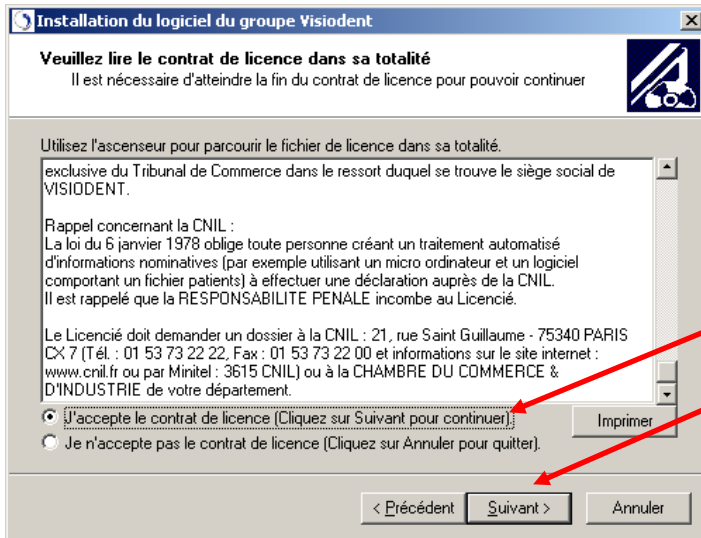 Installation du logiciel du groupe Visiodent
Veuillez lire le contrat de licence dans sa totalité
Il est nécessaire d'atteindre la fin du contrat de licence pour pouvoir continuer
Utilisez l'ascenseur pour parcourir le fichier de licence dans sa totalité.
exclusive du Tribunal de Commerce dans le ressort duquel se trouve le siège social de
VISIODENT.
Rappel concernant la CNIL :
La loi du 6 janvier 1978 oblige toute personne créant un traitement automatisé
d'informations nominatives (par exemple utilisant un micro ordinateur et un logiciel
comportant un fichier patients) à effectuer une déclaration auprès de la CNIL.
Il est rappelé que la RESPONSABILITE PENALE incombe au Licencié.
Le Licencié doit demander un dossier à la CNIL : 21, rue Saint Guillaume - 75340 PARIS
CX 7 (Tél. : 01 53 73 22 22, Fax : 01 53 73 22 00 et informations sur le site internet :
www.cnil.fr ou par Minitel : 3615 CNIL) ou à la CHAMBRE DU COMMERCE &
D'INDUSTRIE de votre département.
J'accepte le contrat de licence (Cliquez sur Suivant pour continuer).
Imprimer
Je n'accepte pas le contrat de licence (Cliquez sur Annuler pour quitter).
< Précédent
Suivant >
Annuler